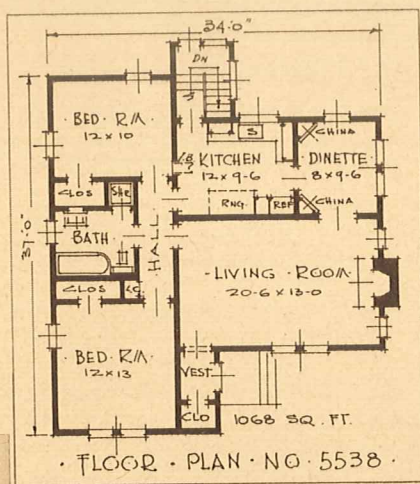 34'-0"
DN
BED · R/M ·
12 x 10
S
CHINA
KITCHEN
12 x 9-6
DINETTE
8 x 9-6
CLOS
SHR.
RNG.
REF
CHINA
37'-0"
BATH
HALL
· LIVING · ROOM ·
20-6 x 13-0
CLOS
L.C.
· BED · R/M ·
12 x 13
VEST
CLO
1068 SQ. FT.
· FLOOR · PLAN · NO · 5538 ·